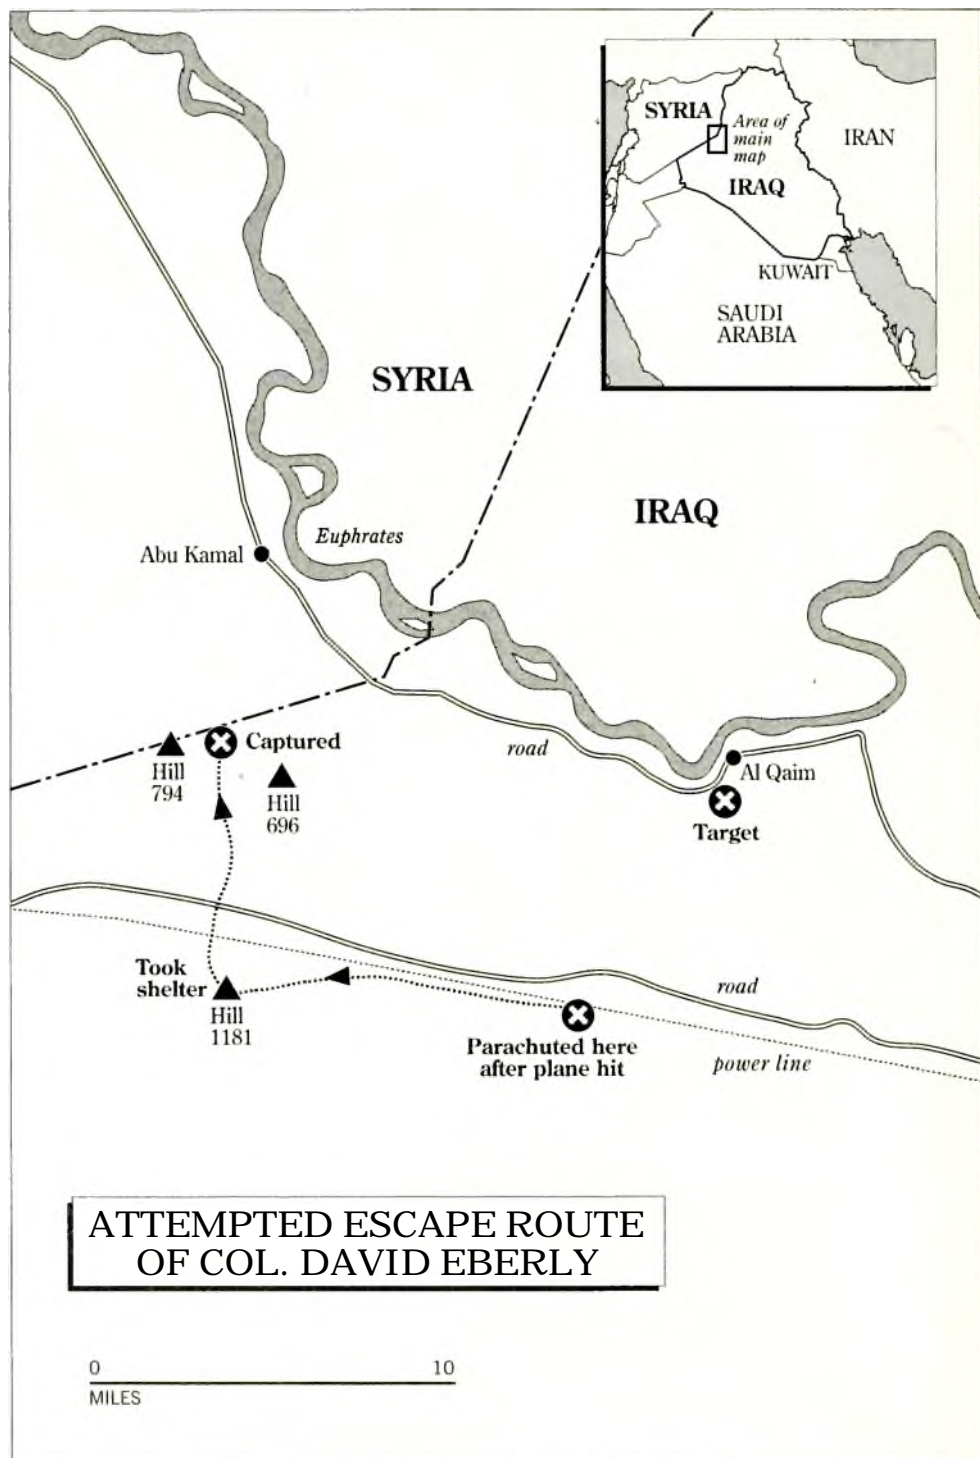 SYRIA
Area of
main
map
IRAN
IRAQ
KUWAIT
SAUDI
ARABIA
SYRIA
IRAQ
Euphrates
Abu Kamal
Captured
Hill
794
Hill
696
road
Al Qaim
Target
Took
shelter
Hill
1181
road
Parachuted here
after plane hit
power line
ATTEMPTED ESCAPE ROUTE
OF COL. DAVID EBERLY
0 10
MILES